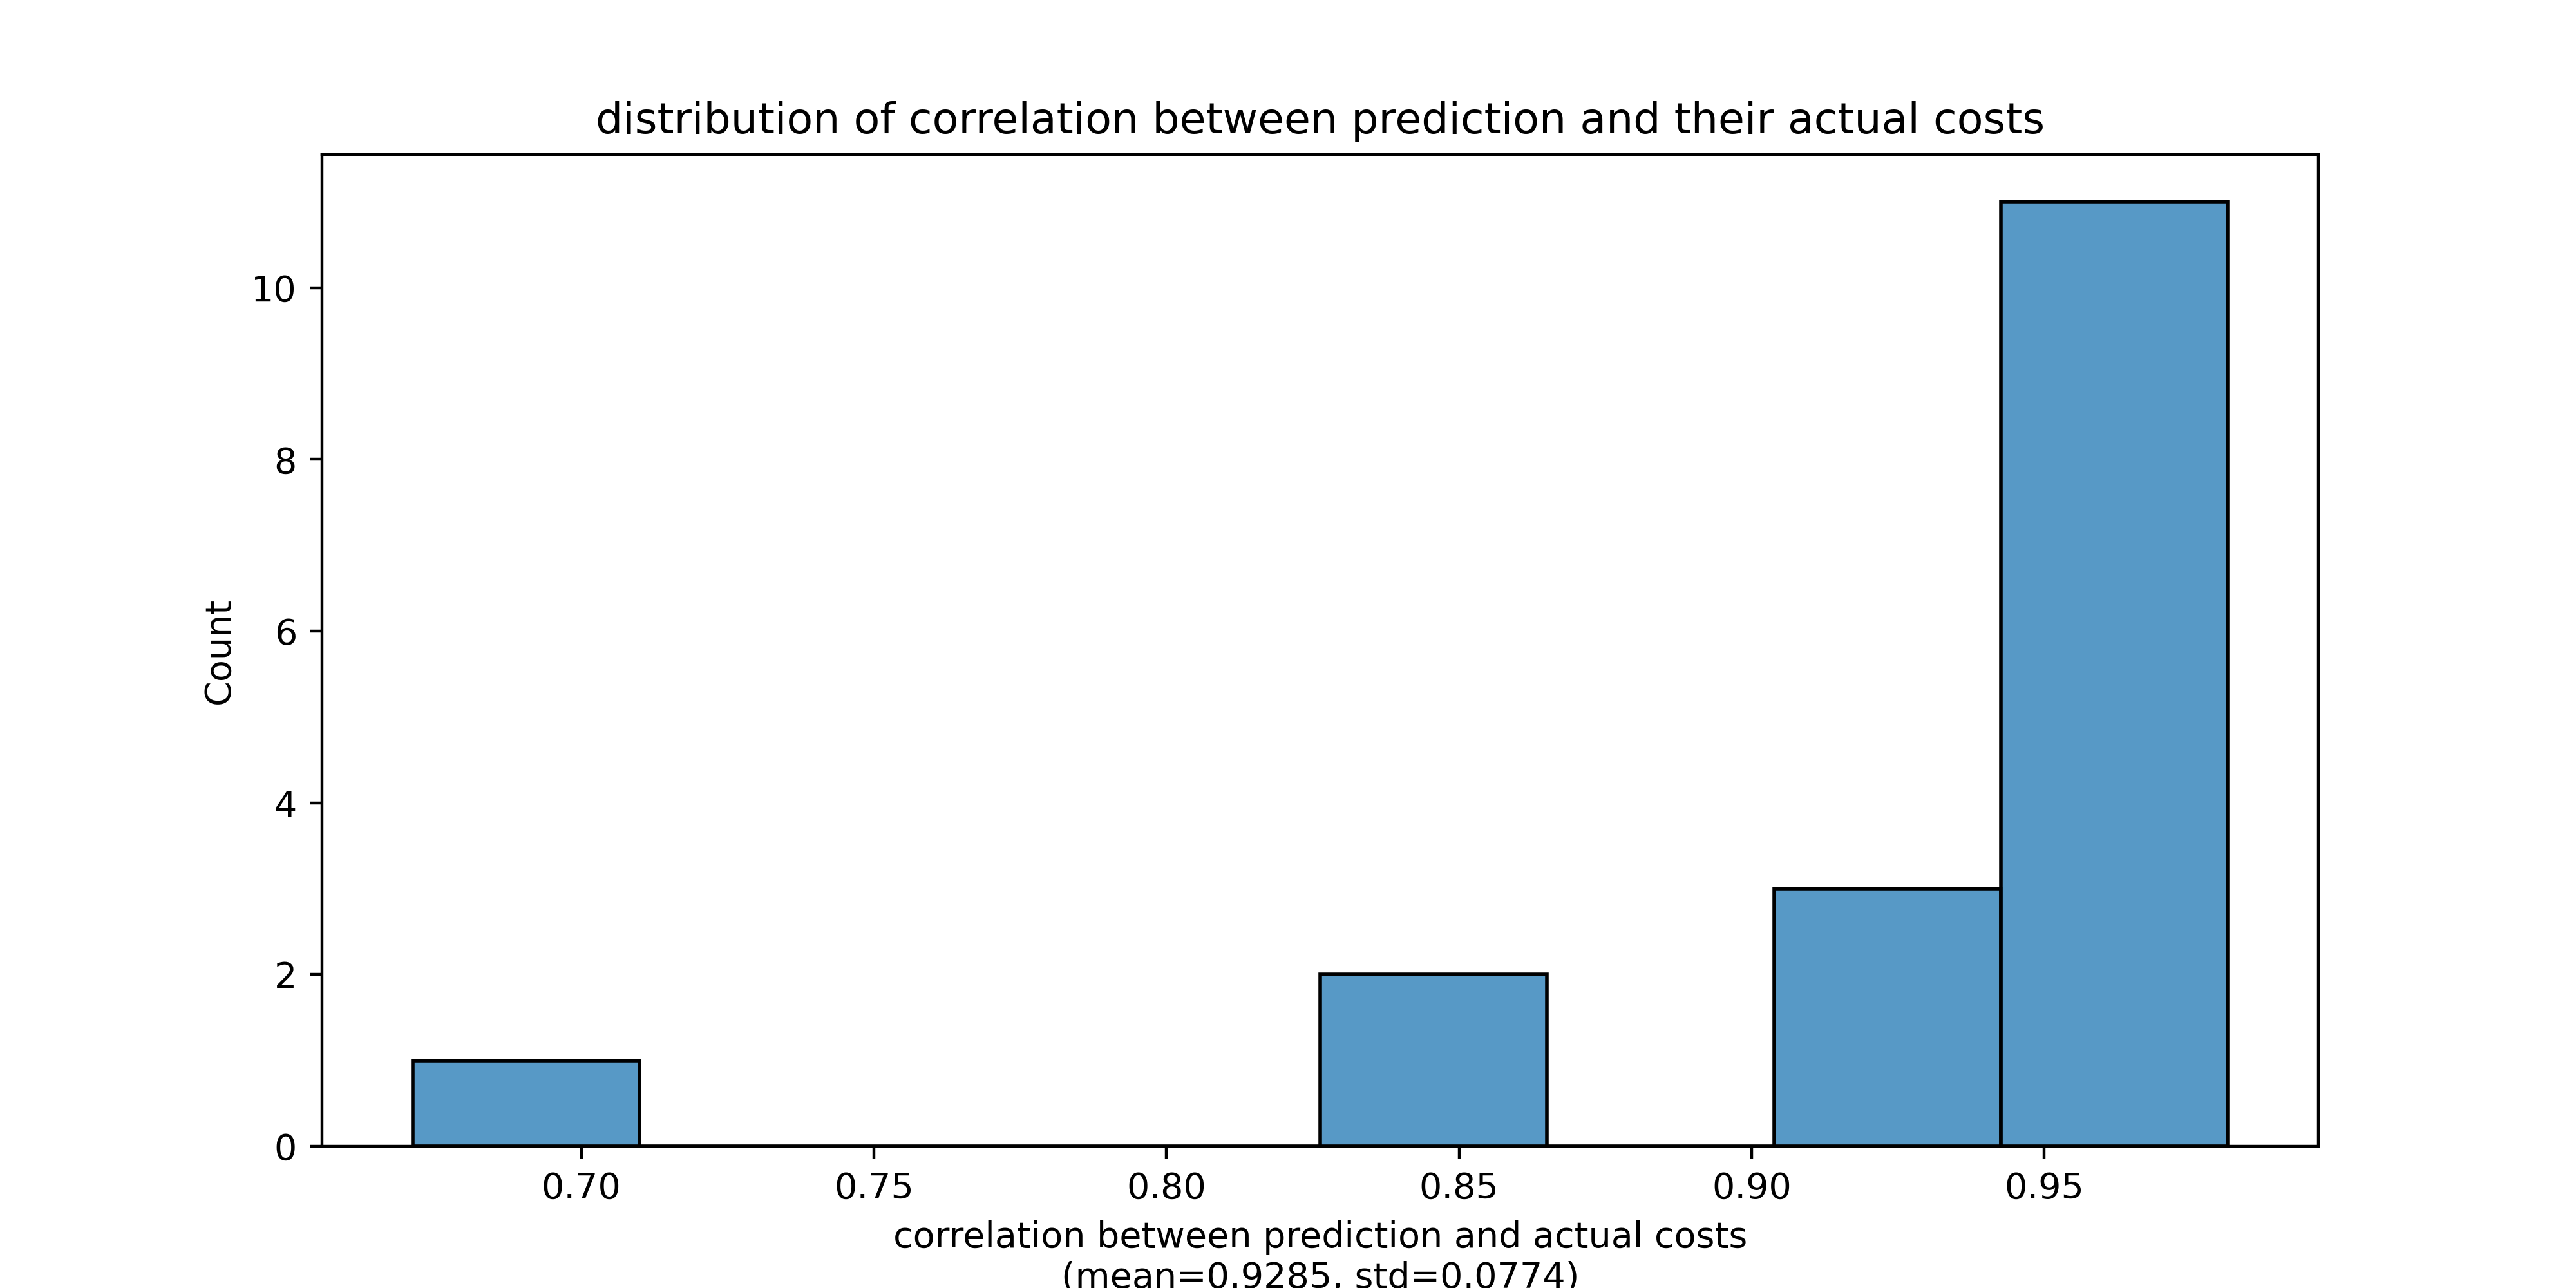 distribution of correlation between prediction and their actual costs
10
8
6
4
2
0
Count
0.70 0.75 0.80 0.85 0.90 0.95
correlation between prediction and actual costs
(mean=0.9285, std=0.0774)